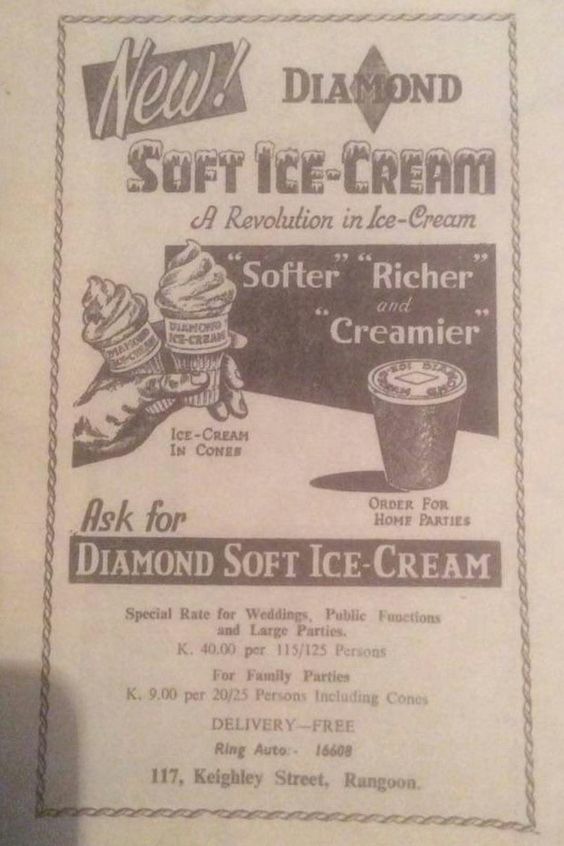 New!
DIAMOND
SOFT ICE-CREAM
A Revolution in Ice-Cream
"Softer" "Richer"
and
"Creamier"
DIAMOND
ICE-CREAM
DIAMOND
ICE-CREAM
ICE-CREAM
IN CONES
ORDER FOR
HOME PARTIES
Ask for
DIAMOND SOFT ICE-CREAM
Special Rate for Weddings, Public Functions
and Large Parties.
K. 40.00 per 115/125 Persons
For Family Parties
K. 9.00 per 20/25 Persons Including Cones
DELIVERY—FREE
Ring Auto:- 16608
117, Keighley Street, Rangoon.